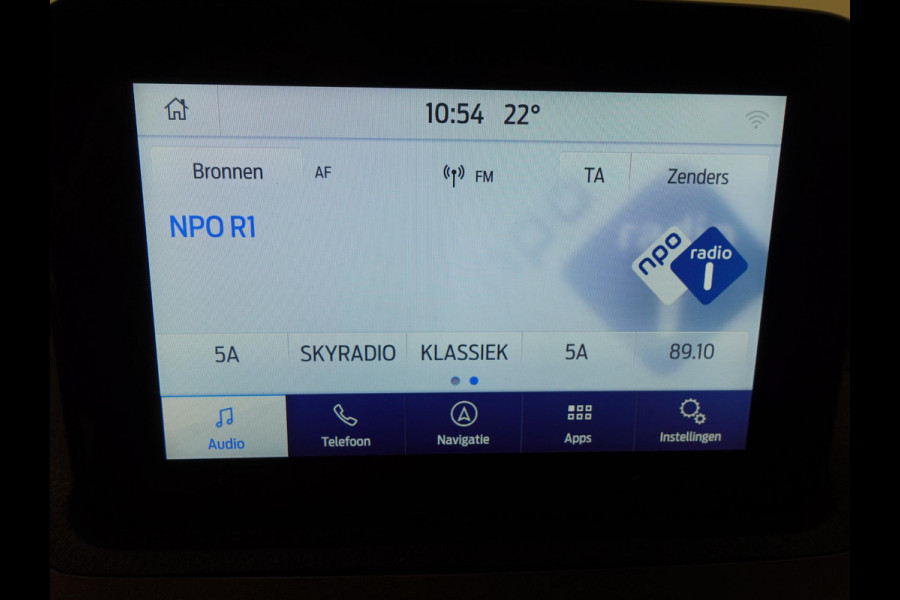 10:54 22°
Bronnen AF FM TA Zenders
NPO R1
npo radio 1
5A SKYRADIO KLASSIEK 5A 89.10
Audio Telefoon Navigatie Apps Instellingen